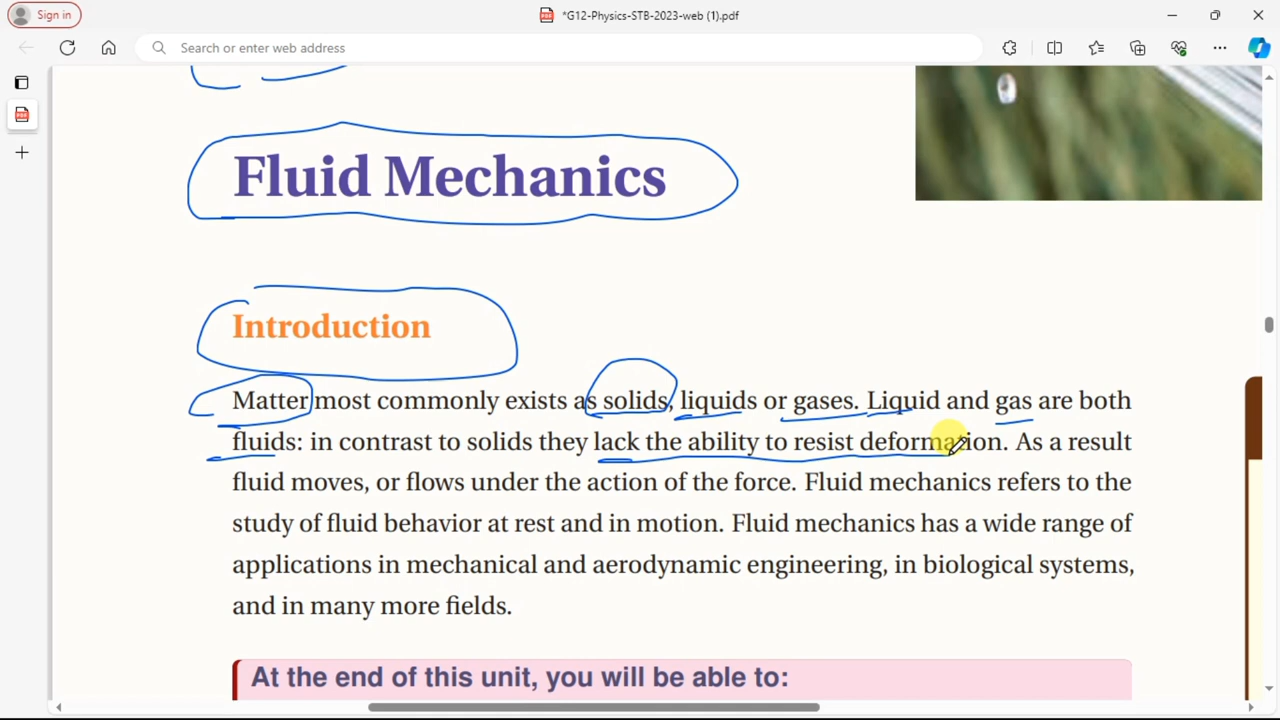 Sign in
*G12-Physics-STB-2023-web (1).pdf
Search or enter web address
Fluid Mechanics
Introduction
Matter most commonly exists as solids, liquids or gases. Liquid and gas are both
fluids: in contrast to solids they lack the ability to resist deformation. As a result
fluid moves, or flows under the action of the force. Fluid mechanics refers to the
study of fluid behavior at rest and in motion. Fluid mechanics has a wide range of
applications in mechanical and aerodynamic engineering, in biological systems,
and in many more fields.
At the end of this unit, you will be able to: